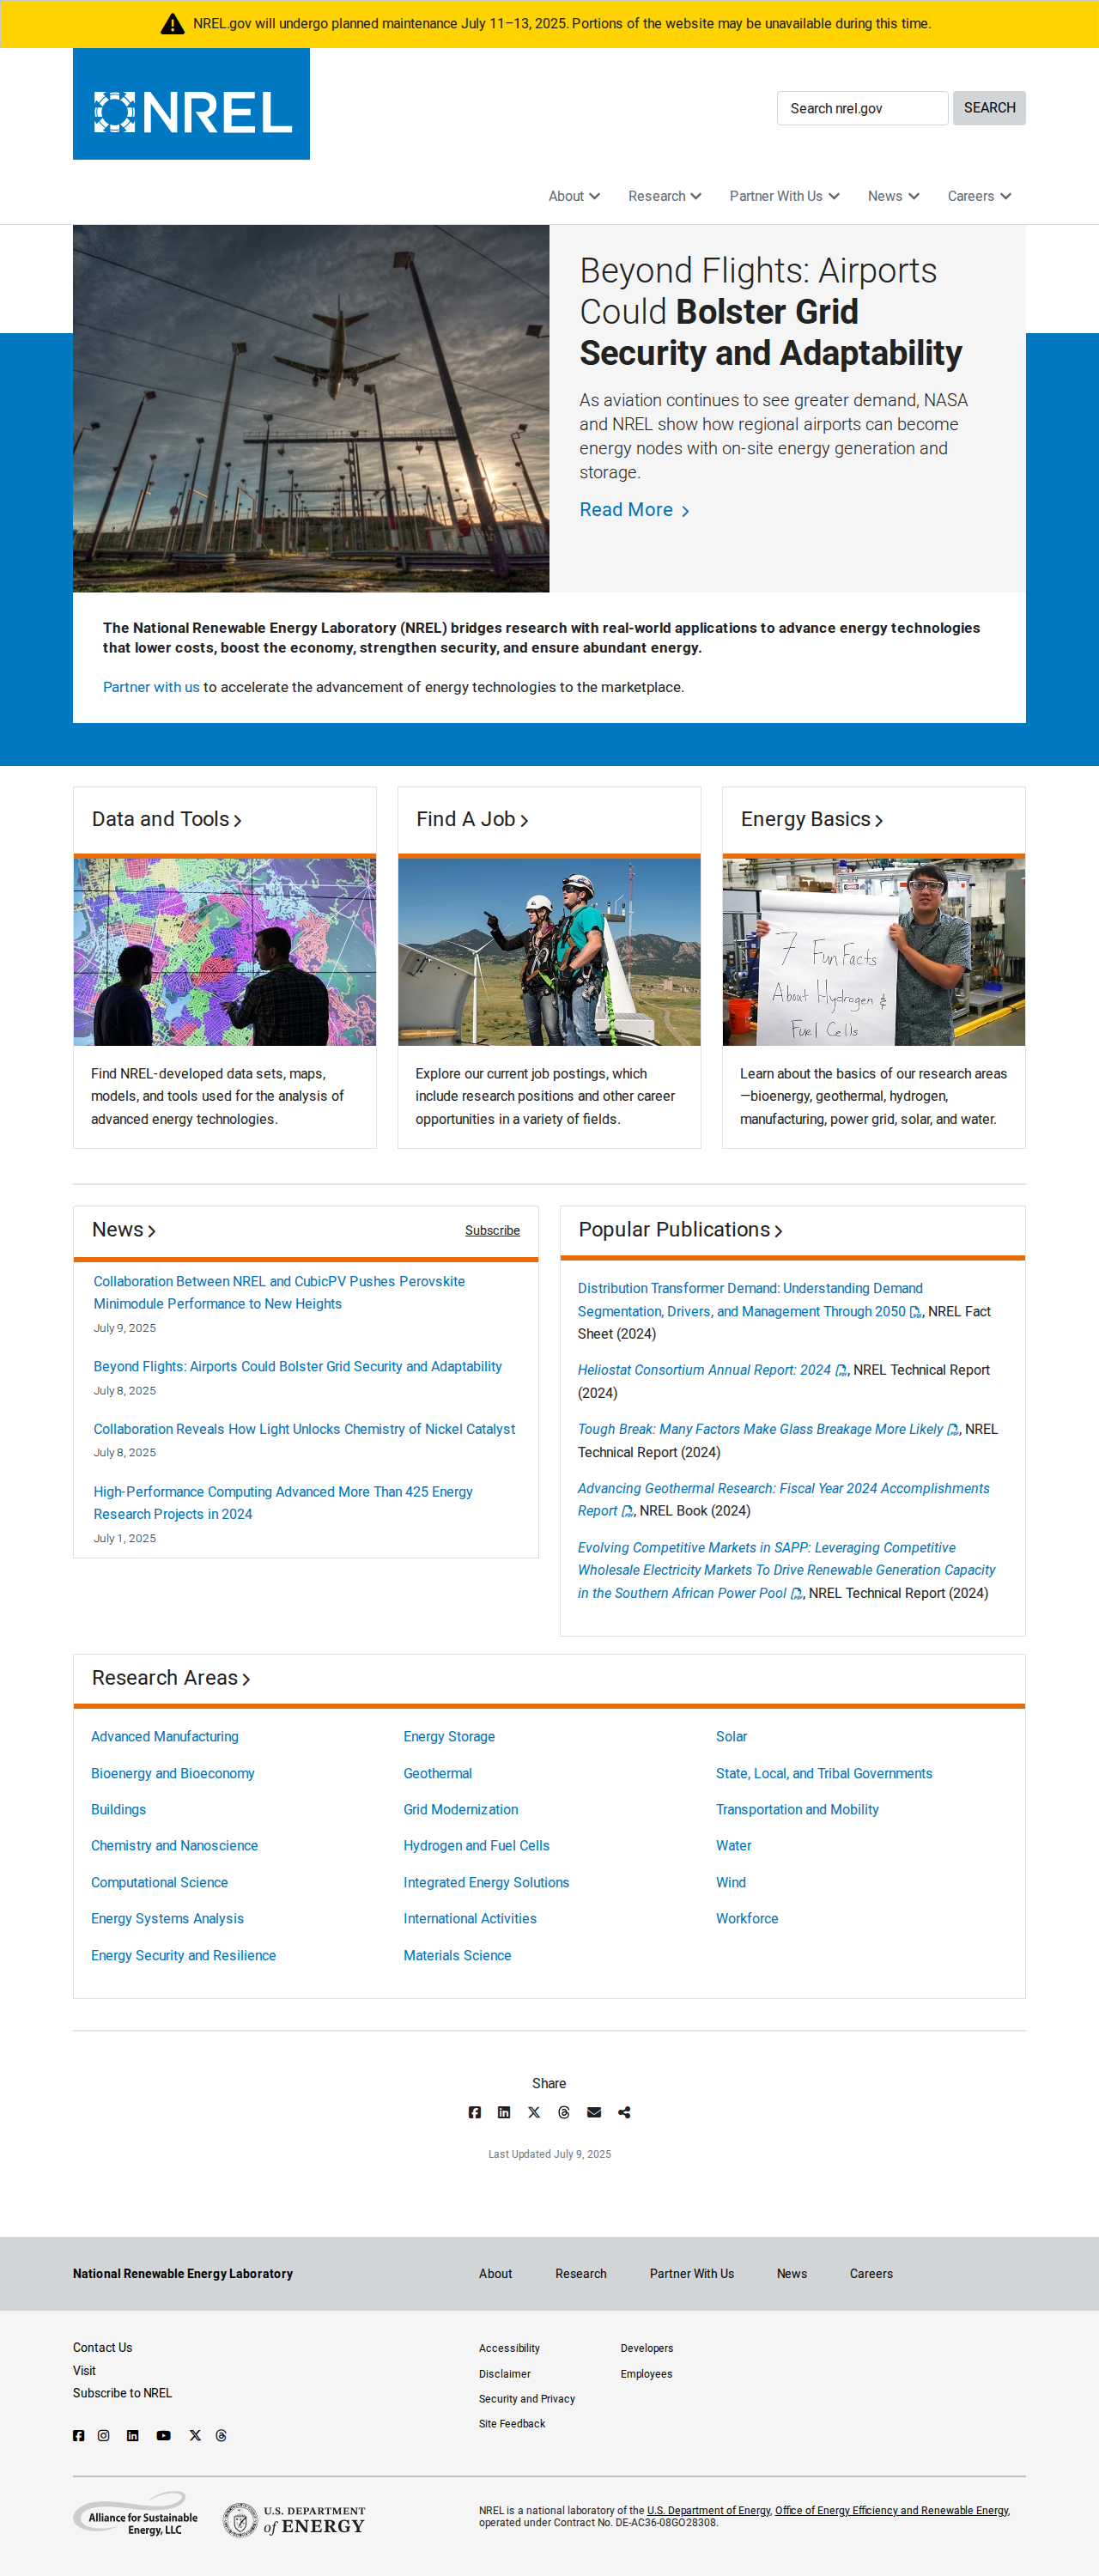 NREL.gov will undergo planned maintenance July 11–13, 2025. Portions of the website may be unavailable during this time.
NREL
Search nrel.gov
SEARCH
About
Research
Partner With Us
News
Careers
Beyond Flights: Airports
Could Bolster Grid
Security and Adaptability
As aviation continues to see greater demand, NASA
and NREL show how regional airports can become
energy nodes with on-site energy generation and
storage.
Read More
The National Renewable Energy Laboratory (NREL) bridges research with real-world applications to advance energy technologies
that lower costs, boost the economy, strengthen security, and ensure abundant energy.
Partner with us to accelerate the advancement of energy technologies to the marketplace.
Data and Tools
Find NREL-developed data sets, maps,
models, and tools used for the analysis of
advanced energy technologies.
Find A Job
Explore our current job postings, which
include research positions and other career
opportunities in a variety of fields.
Energy Basics
7 Fun Facts
About Hydrogen &
Fuel Cells
Learn about the basics of our research areas
—bioenergy, geothermal, hydrogen,
manufacturing, power grid, solar, and water.
News
Subscribe
Collaboration Between NREL and CubicPV Pushes Perovskite
Minimodule Performance to New Heights
July 9, 2025
Beyond Flights: Airports Could Bolster Grid Security and Adaptability
July 8, 2025
Collaboration Reveals How Light Unlocks Chemistry of Nickel Catalyst
July 8, 2025
High-Performance Computing Advanced More Than 425 Energy
Research Projects in 2024
July 1, 2025
Popular Publications
Distribution Transformer Demand: Understanding Demand
Segmentation, Drivers, and Management Through 2050 , NREL Fact
Sheet (2024)
Heliostat Consortium Annual Report: 2024 , NREL Technical Report
(2024)
Tough Break: Many Factors Make Glass Breakage More Likely , NREL
Technical Report (2024)
Advancing Geothermal Research: Fiscal Year 2024 Accomplishments
Report , NREL Book (2024)
Evolving Competitive Markets in SAPP: Leveraging Competitive
Wholesale Electricity Markets To Drive Renewable Generation Capacity
in the Southern African Power Pool , NREL Technical Report (2024)
Research Areas
Advanced Manufacturing
Bioenergy and Bioeconomy
Buildings
Chemistry and Nanoscience
Computational Science
Energy Systems Analysis
Energy Security and Resilience
Energy Storage
Geothermal
Grid Modernization
Hydrogen and Fuel Cells
Integrated Energy Solutions
International Activities
Materials Science
Solar
State, Local, and Tribal Governments
Transportation and Mobility
Water
Wind
Workforce
Share
Last Updated July 9, 2025
National Renewable Energy Laboratory
About
Research
Partner With Us
News
Careers
Contact Us
Visit
Subscribe to NREL
Accessibility
Disclaimer
Security and Privacy
Site Feedback
Developers
Employees
Alliance for Sustainable
Energy, LLC
U.S. DEPARTMENT
of ENERGY
NREL is a national laboratory of the U.S. Department of Energy, Office of Energy Efficiency and Renewable Energy,
operated under Contract No. DE-AC36-08GO28308.